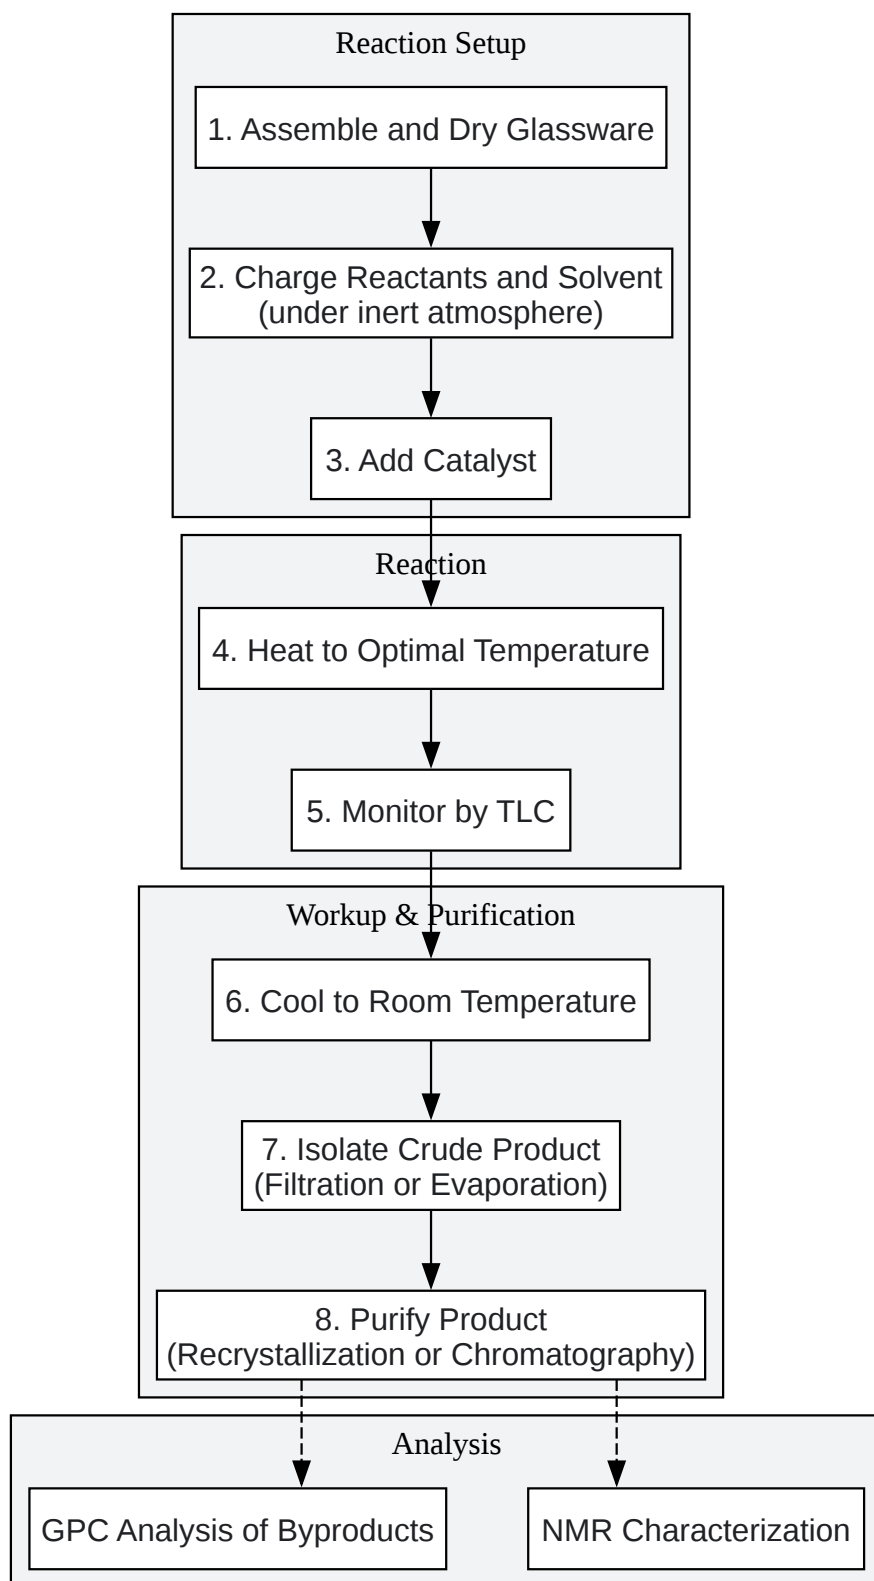 Reaction Setup
1. Assemble and Dry Glassware
2. Charge Reactants and Solvent
(under inert atmosphere)
3. Add Catalyst
Reaction
4. Heat to Optimal Temperature
5. Monitor by TLC
Workup & Purification
6. Cool to Room Temperature
7. Isolate Crude Product
(Filtration or Evaporation)
8. Purify Product
(Recrystallization or Chromatography)
Analysis
GPC Analysis of Byproducts
NMR Characterization